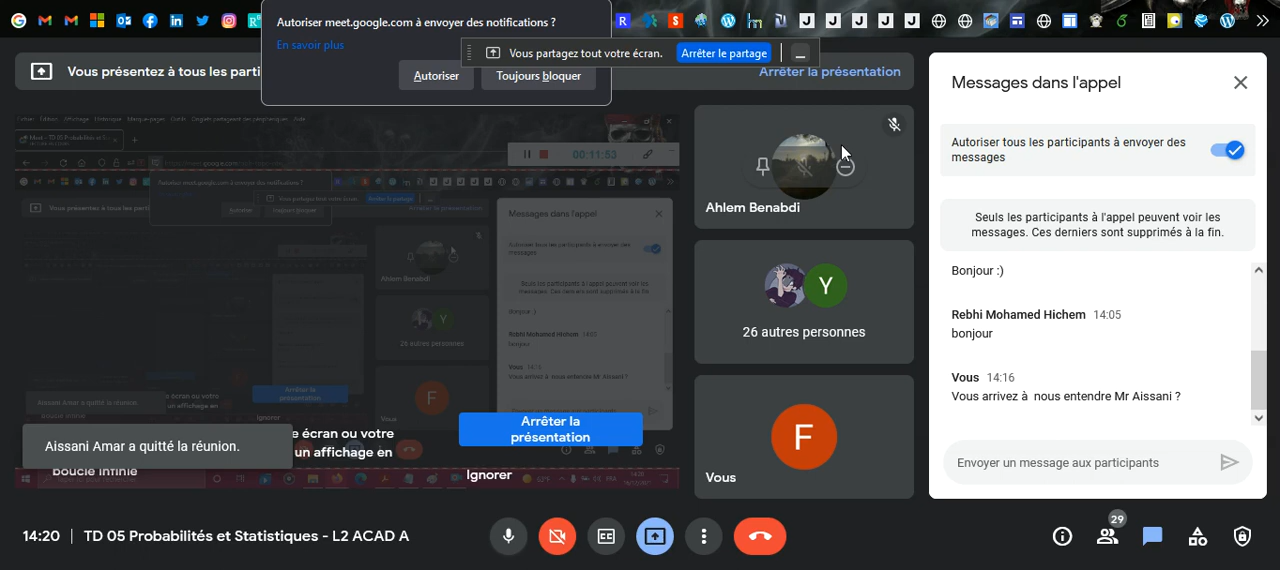 Autoriser meet.google.com à envoyer des notifications ?
En savoir plus
Autoriser
Toujours bloquer
Vous partagez tout votre écran.
Arrêter le partage
Vous présentez à tous les parti
Arrêter la présentation
00:11:53
Ahlem Benabdi
Y
26 autres personnes
F
Vous
Aissani Amar a quitté la réunion.
e écran ou votre
un affichage en
boucle infinie
Arrêter la
présentation
Ignorer
Messages dans l'appel
Autoriser tous les participants à envoyer des
messages
Seuls les participants à l'appel peuvent voir les
messages. Ces derniers sont supprimés à la fin.
Bonjour :)
Rebhi Mohamed Hichem 14:05
bonjour
Vous 14:16
Vous arrivez à nous entendre Mr Aissani ?
Envoyer un message aux participants
14:20 | TD 05 Probabilités et Statistiques - L2 ACAD A
29